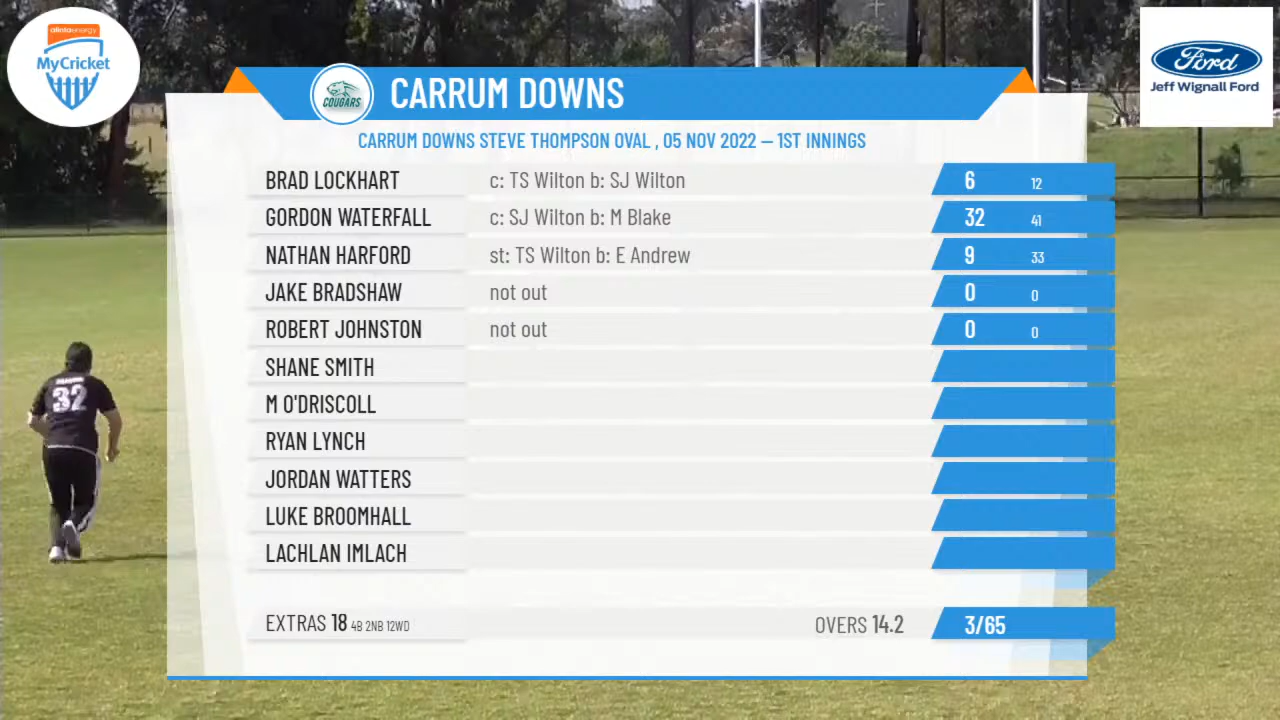 alintaenergy
MyCricket
COUGARS
CARRUM DOWNS
Ford
Jeff Wignall Ford
CARRUM DOWNS STEVE THOMPSON OVAL , 05 NOV 2022 – 1ST INNINGS
BRAD LOCKHART c: TS Wilton b: SJ Wilton 6 12
GORDON WATERFALL c: SJ Wilton b: M Blake 32 41
NATHAN HARFORD st: TS Wilton b: E Andrew 9 33
JAKE BRADSHAW not out 0 0
ROBERT JOHNSTON not out 0 0
SHANE SMITH
M O'DRISCOLL
RYAN LYNCH
JORDAN WATTERS
LUKE BROOMHALL
LACHLAN IMLACH
EXTRAS 18 4B 2NB 12WD OVERS 14.2 3/65
32